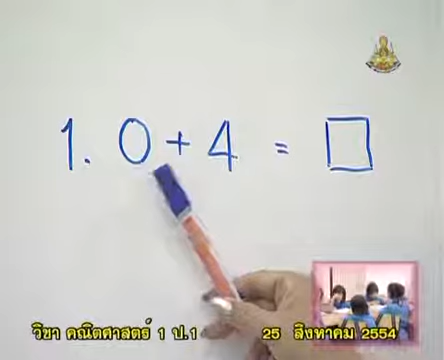 1. 0 + 4 = □
วิชา คณิตศาสตร์ 1 ป.1 25 สิงหาคม 2554